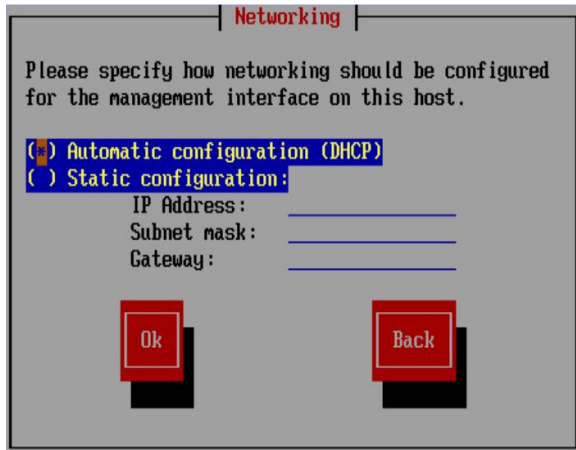 Networking
Please specify how networking should be configured
for the management interface on this host.
(*) Automatic configuration (DHCP)
( ) Static configuration:
IP Address:
Subnet mask:
Gateway:
Ok Back